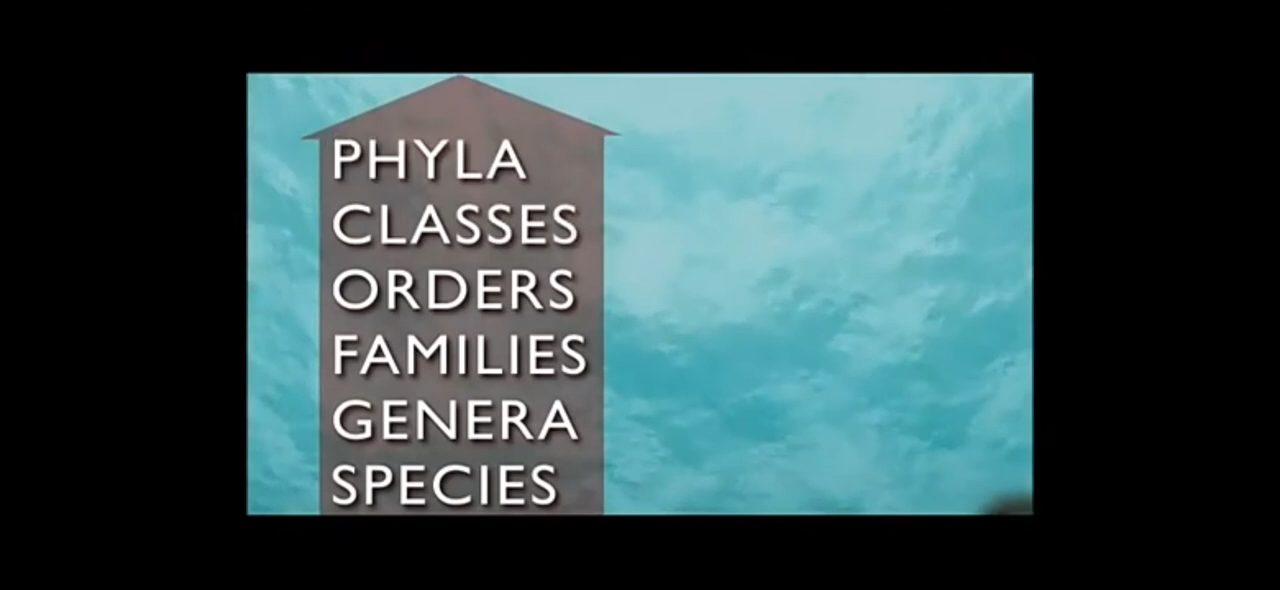 PHYLA
CLASSES
ORDERS
FAMILIES
GENERA
SPECIES